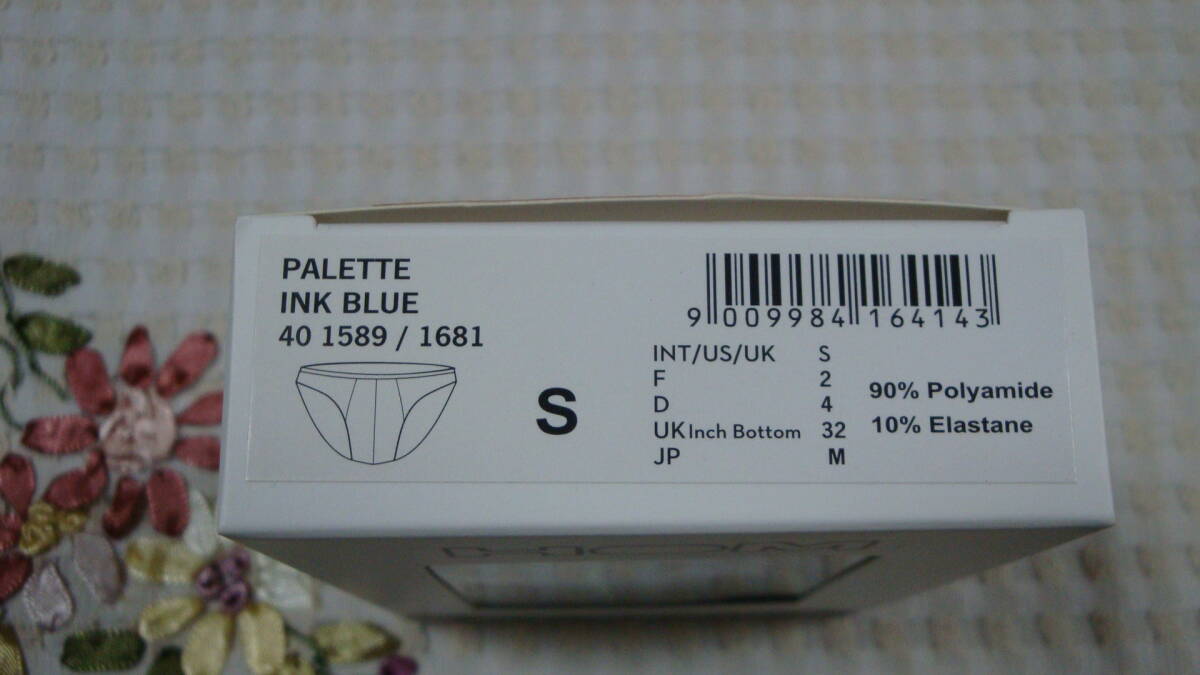 PALETTE
INK BLUE
40 1589 / 1681
S
9 009984 164143
INT/US/UK S
F 2
D 4
UK Inch Bottom 32
JP M
90% Polyamide
10% Elastane